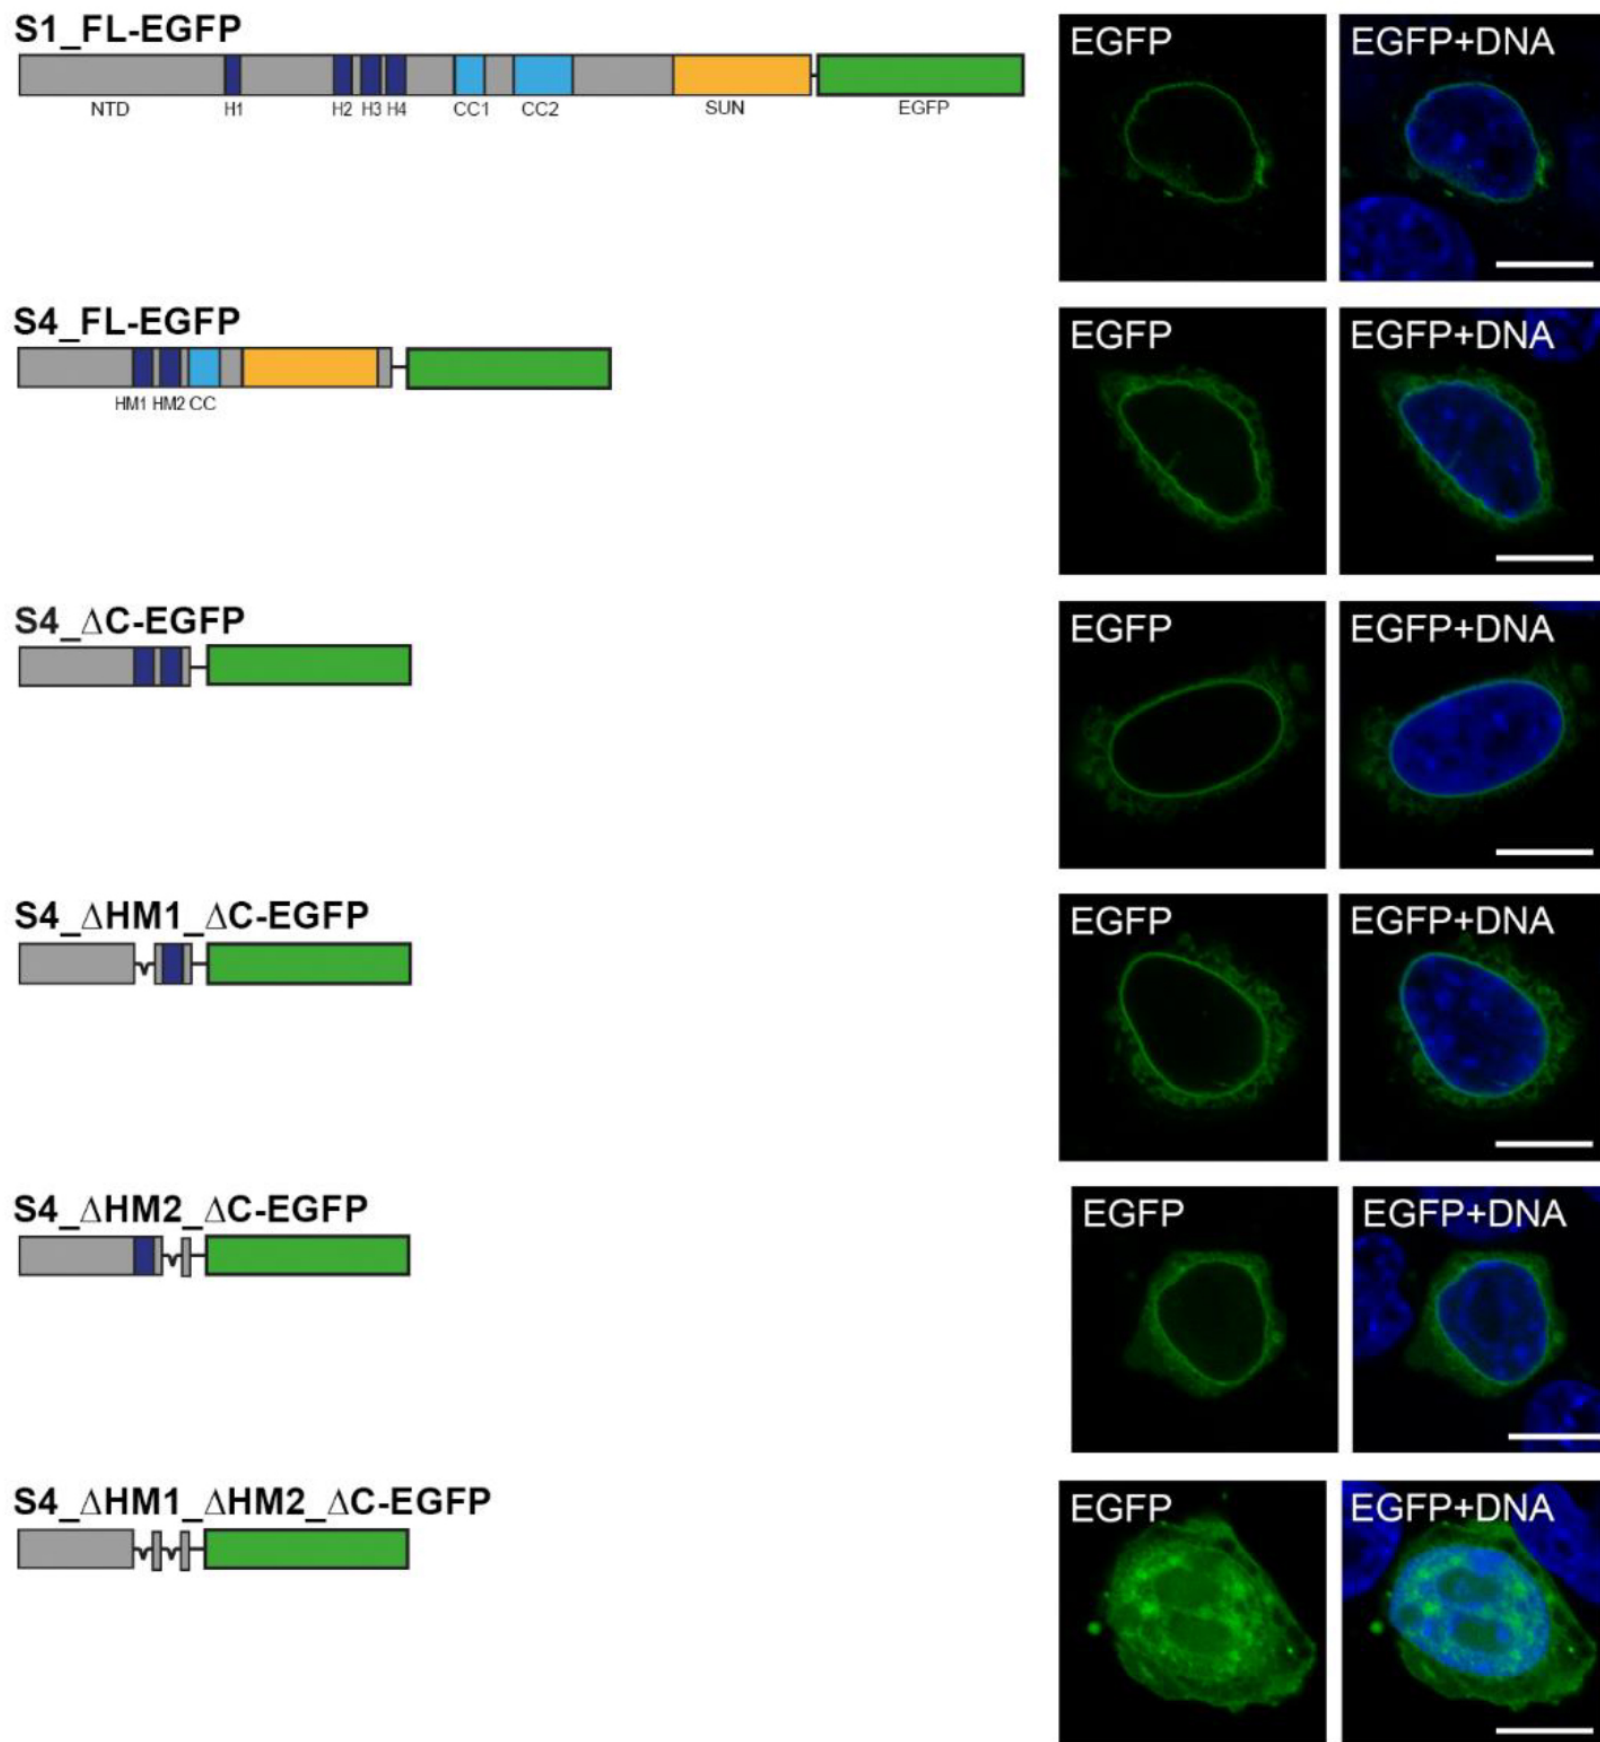 S1_FL-EGFP
EGFP
EGFP+DNA
NTD H1 H2 H3 H4 CC1 CC2 SUN EGFP
S4_FL-EGFP
EGFP
EGFP+DNA
HM1 HM2 CC
S4_ΔC-EGFP
EGFP
EGFP+DNA
S4_ΔHM1_ΔC-EGFP
EGFP
EGFP+DNA
S4_ΔHM2_ΔC-EGFP
EGFP
EGFP+DNA
S4_ΔHM1_ΔHM2_ΔC-EGFP
EGFP
EGFP+DNA